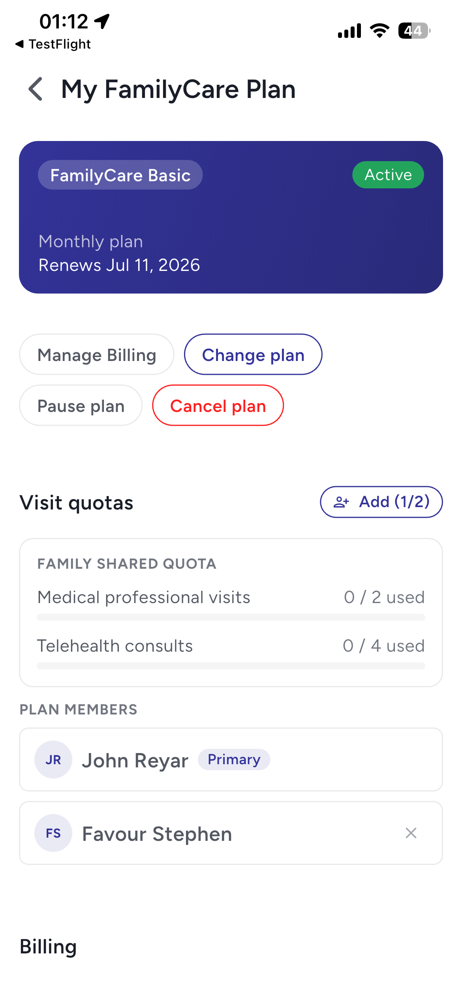 01:12
44
TestFlight
My FamilyCare Plan
FamilyCare Basic
Active
Monthly plan
Renews Jul 11, 2026
Manage Billing
Change plan
Pause plan
Cancel plan
Visit quotas
Add (1/2)
FAMILY SHARED QUOTA
Medical professional visits 0 / 2 used
Telehealth consults 0 / 4 used
PLAN MEMBERS
JR John Reyar Primary
FS Favour Stephen
Billing